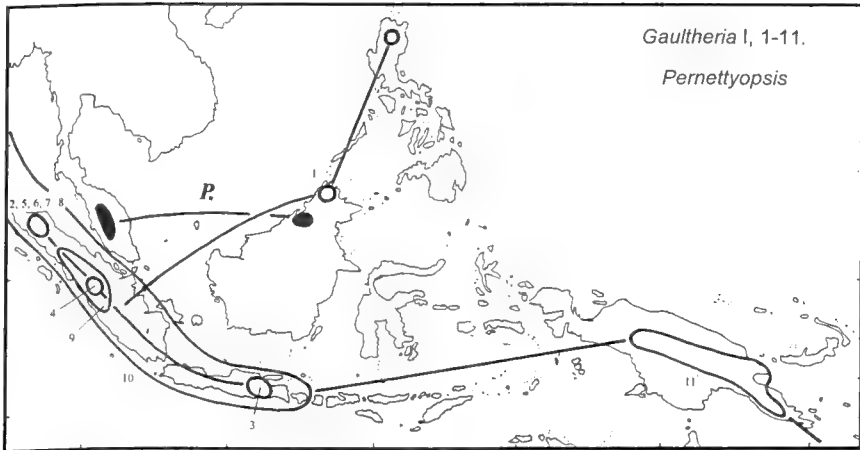 Gaultheria I, 1-11.
Pernettyopsis
1
P.
2, 5, 6, 7 8
4
9
10
11
3